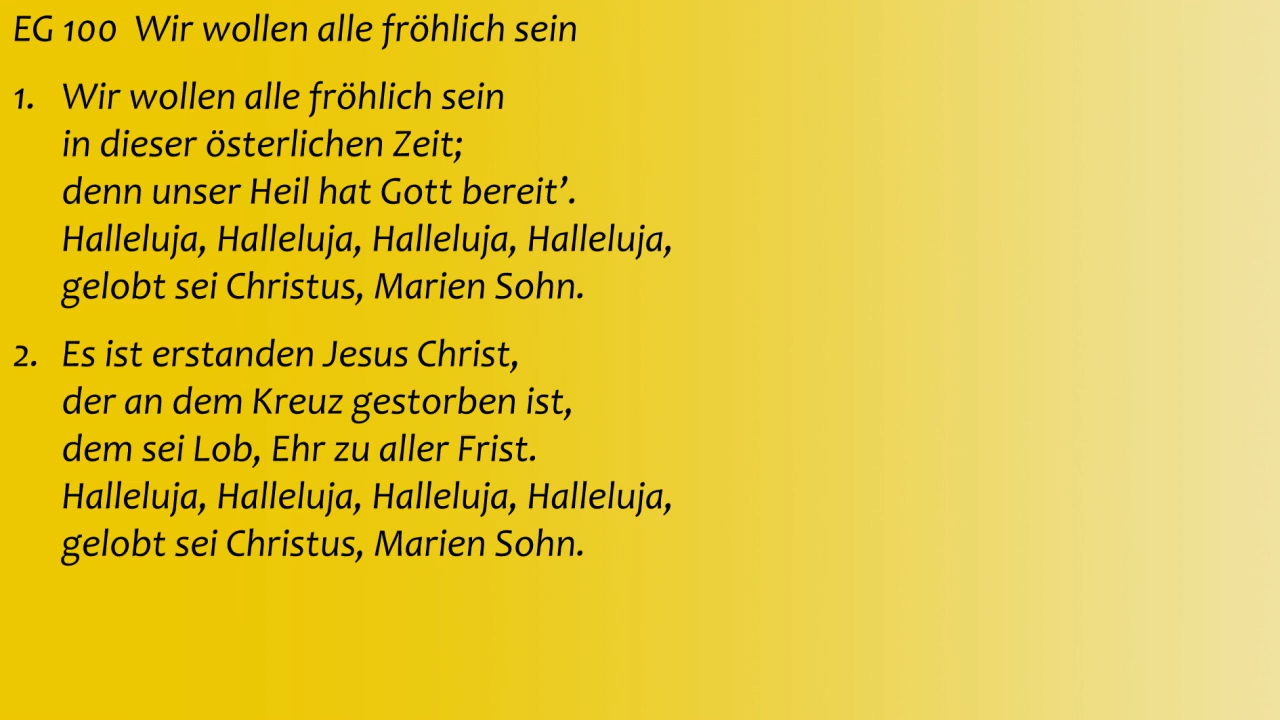 EG 100 Wir wollen alle fröhlich sein
1. Wir wollen alle fröhlich sein
in dieser österlichen Zeit;
denn unser Heil hat Gott bereit’.
Halleluja, Halleluja, Halleluja, Halleluja,
gelobt sei Christus, Marien Sohn.
2. Es ist erstanden Jesus Christ,
der an dem Kreuz gestorben ist,
dem sei Lob, Ehr zu aller Frist.
Halleluja, Halleluja, Halleluja, Halleluja,
gelobt sei Christus, Marien Sohn.